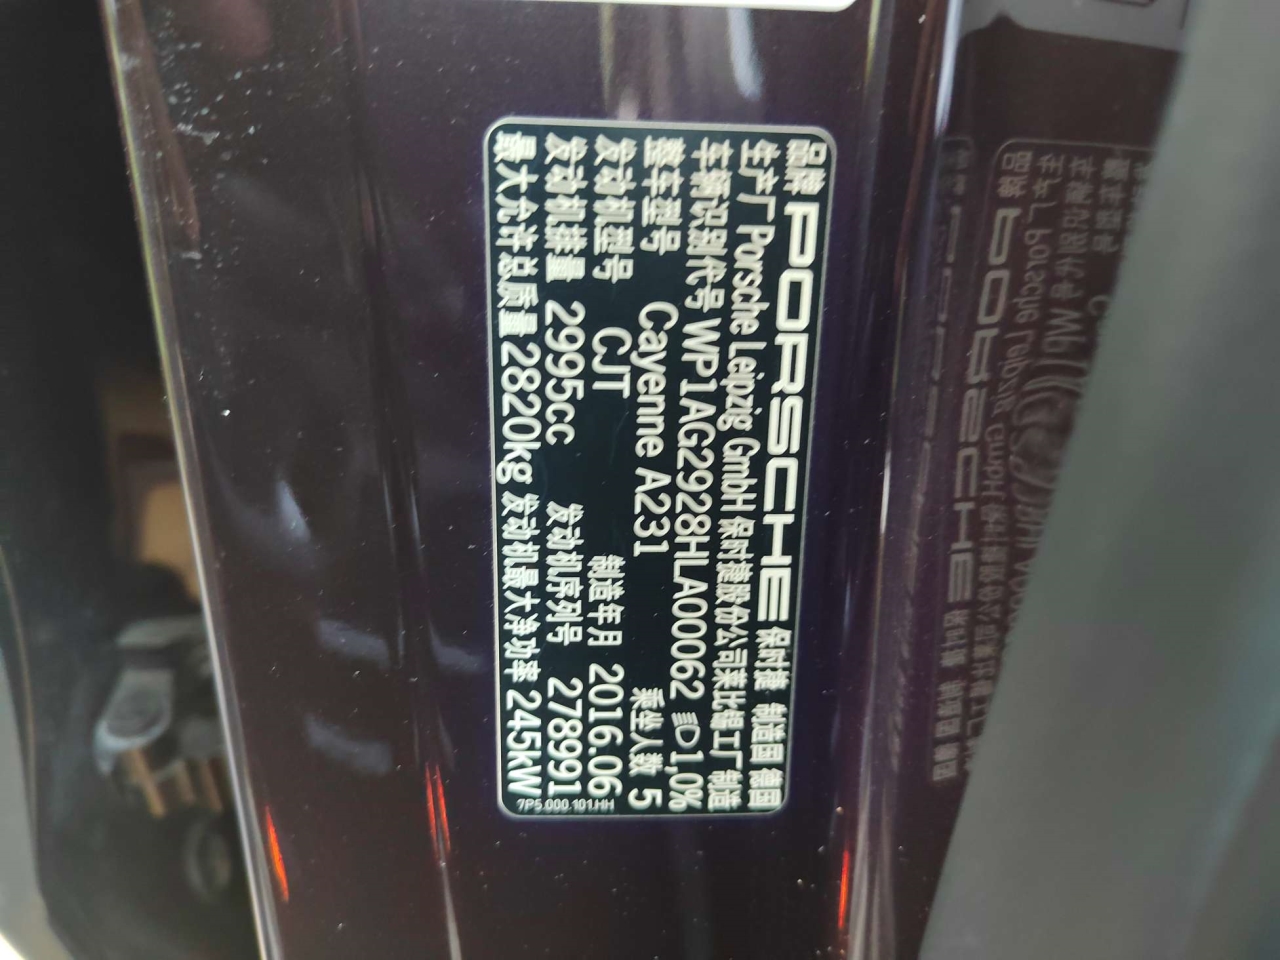 品牌 PORSCHE 保时捷 制造国 德国
生产厂 Porsche Leipzig GmbH 保时捷股份公司莱比锡工厂 制造
车辆识别代号 WP1AG2928HLA00062 1,0%
整车型号 Cayenne A231 乘坐人数 5
发动机型号 CJT 制造年月 2016.06
发动机排量 2995cc 发动机序列号 278991
最大允许总质量 2820kg 发动机最大净功率 245kW
7P5.000.101.HH